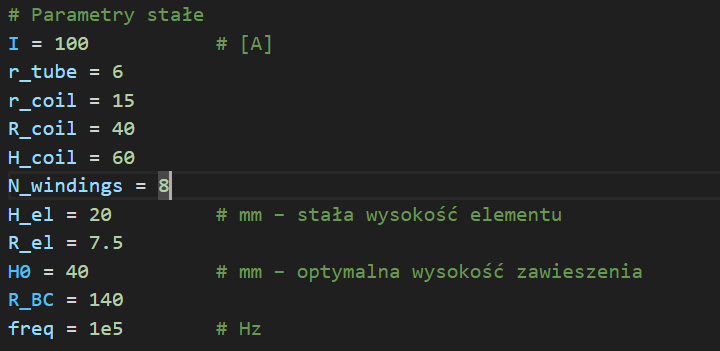 # Parametry stałe
I = 100 # [A]
r_tube = 6
r_coil = 15
R_coil = 40
H_coil = 60
N_windings = 8
H_el = 20 # mm – stała wysokość elementu
R_el = 7.5
H0 = 40 # mm – optymalna wysokość zawieszenia
R_BC = 140
freq = 1e5 # Hz